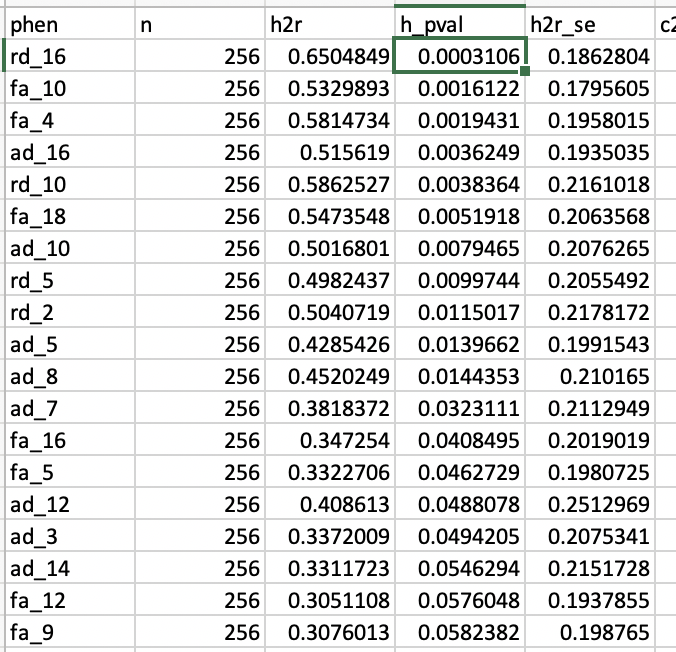 phen n h2r h_pval h2r_se c2
rd_16 256 0.6504849 0.0003106 0.1862804
fa_10 256 0.5329893 0.0016122 0.1795605
fa_4 256 0.5814734 0.0019431 0.1958015
ad_16 256 0.515619 0.0036249 0.1935035
rd_10 256 0.5862527 0.0038364 0.2161018
fa_18 256 0.5473548 0.0051918 0.2063568
ad_10 256 0.5016801 0.0079465 0.2076265
rd_5 256 0.4982437 0.0099744 0.2055492
rd_2 256 0.5040719 0.0115017 0.2178172
ad_5 256 0.4285426 0.0139662 0.1991543
ad_8 256 0.4520249 0.0144353 0.210165
ad_7 256 0.3818372 0.0323111 0.2112949
fa_16 256 0.347254 0.0408495 0.2019019
fa_5 256 0.3322706 0.0462729 0.1980725
ad_12 256 0.408613 0.0488078 0.2512969
ad_3 256 0.3372009 0.0494205 0.2075341
ad_14 256 0.3311723 0.0546294 0.2151728
fa_12 256 0.3051108 0.0576048 0.1937855
fa_9 256 0.3076013 0.0582382 0.198765